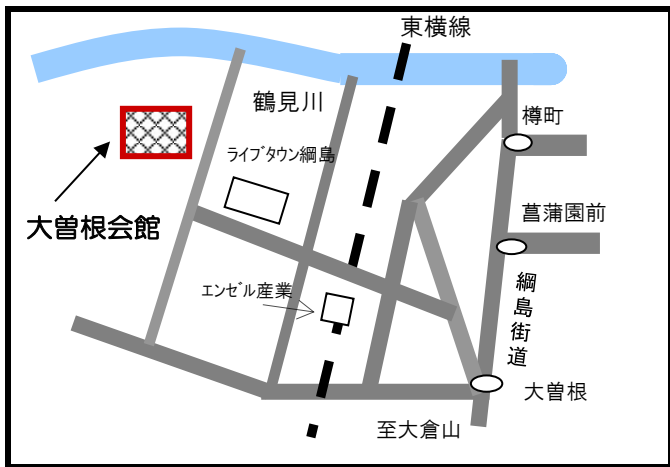 東横線
鶴見川
樽町
ライブタウン綱島
大曽根会館
菖蒲園前
エンゼル産業
綱島街道
大曽根
至大倉山